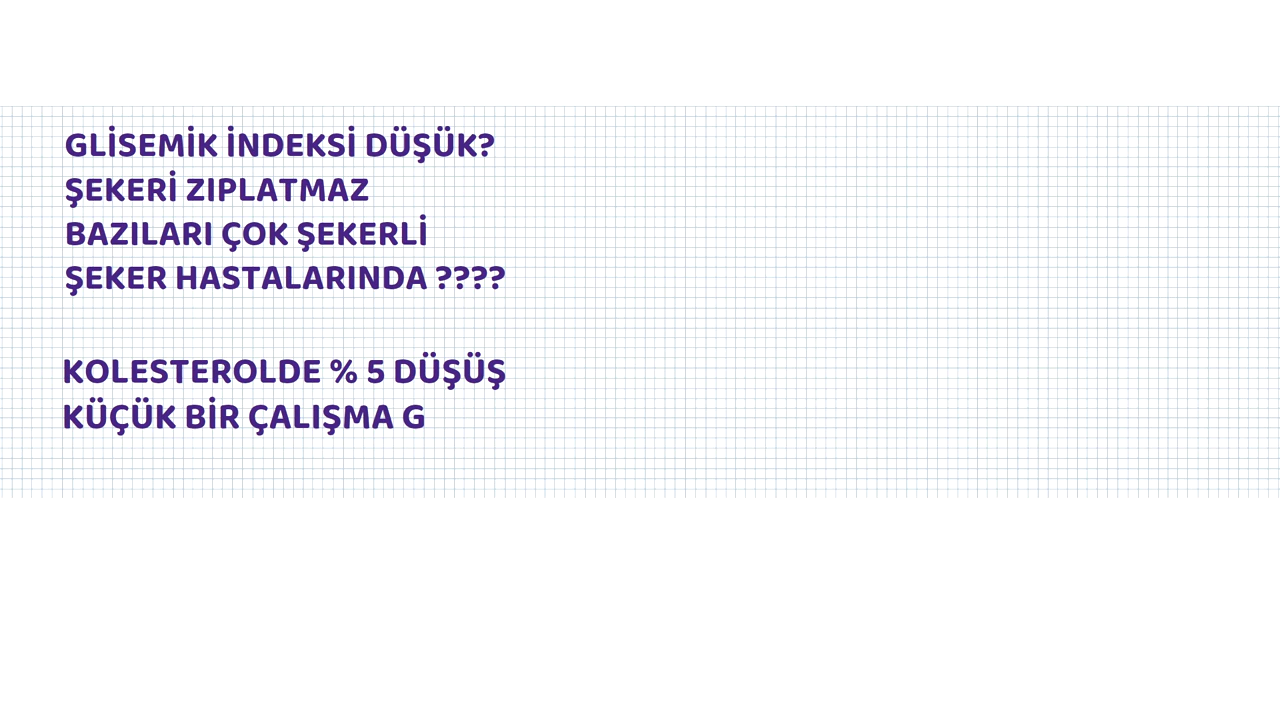 GLİSEMİK İNDEKSİ DÜŞÜK?
ŞEKERİ ZIPLATMAZ
BAZILARI ÇOK ŞEKERLİ
ŞEKER HASTALARINDA ????
KOLESTEROLDE % 5 DÜŞÜŞ
KÜÇÜK BİR ÇALIŞMA G